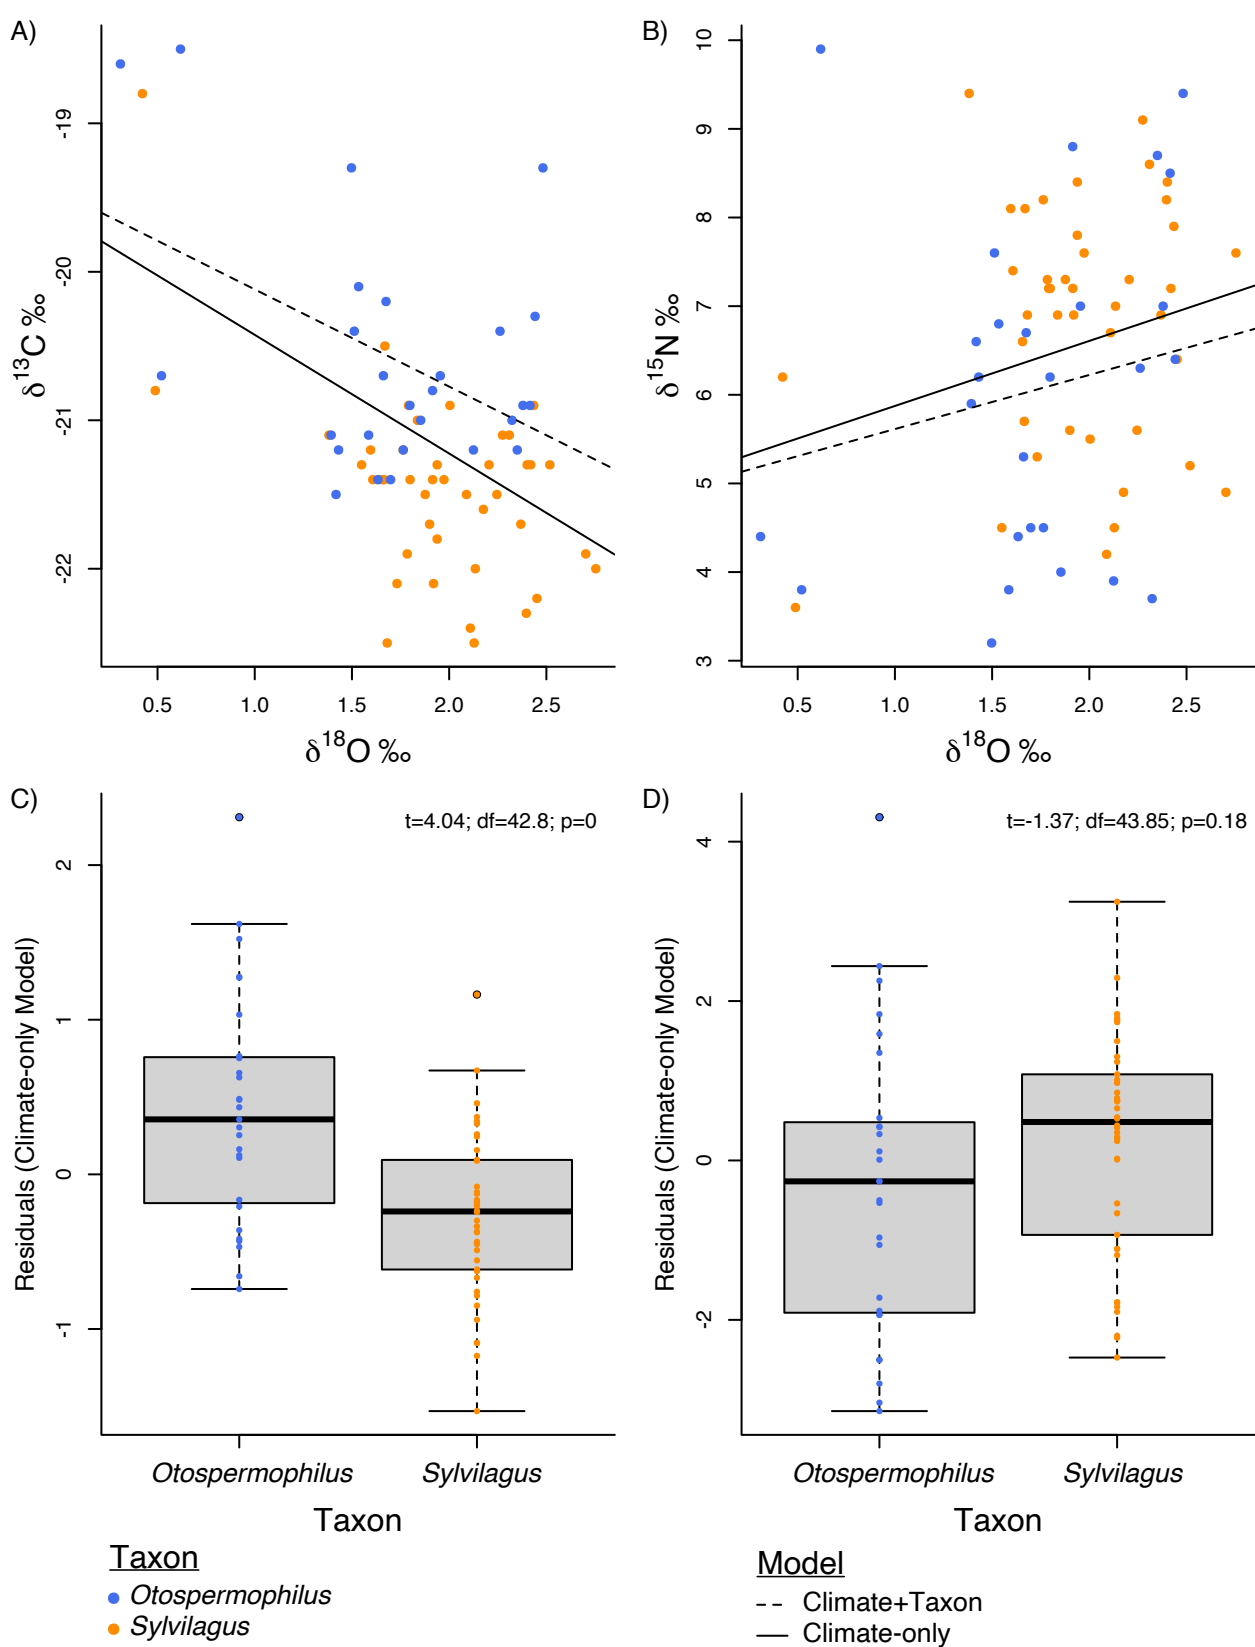 A)
-19
-20
-21
-22
δ¹³C ‰
0.5 1.0 1.5 2.0 2.5
δ¹⁸O ‰
B)
10
9
8
7
6
5
4
3
δ¹⁵N ‰
0.5 1.0 1.5 2.0 2.5
δ¹⁸O ‰
C)
t=4.04; df=42.8; p=0
2
1
0
-1
Residuals (Climate-only Model)
Otospermophilus Sylvilagus
Taxon
D)
t=-1.37; df=43.85; p=0.18
4
2
0
-2
Residuals (Climate-only Model)
Otospermophilus Sylvilagus
Taxon
Taxon
Otospermophilus
Sylvilagus
Model
Climate+Taxon
Climate-only